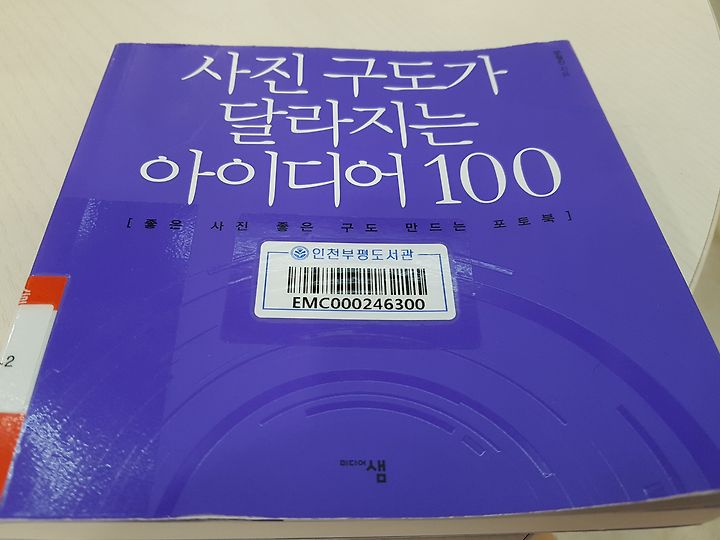 사진 구도가
달라지는
아이디어 100
[ 좋은 사진 좋은 구도 만드는 포토북 ]
인천부평도서관
EMC000246300
-2
미디어샘